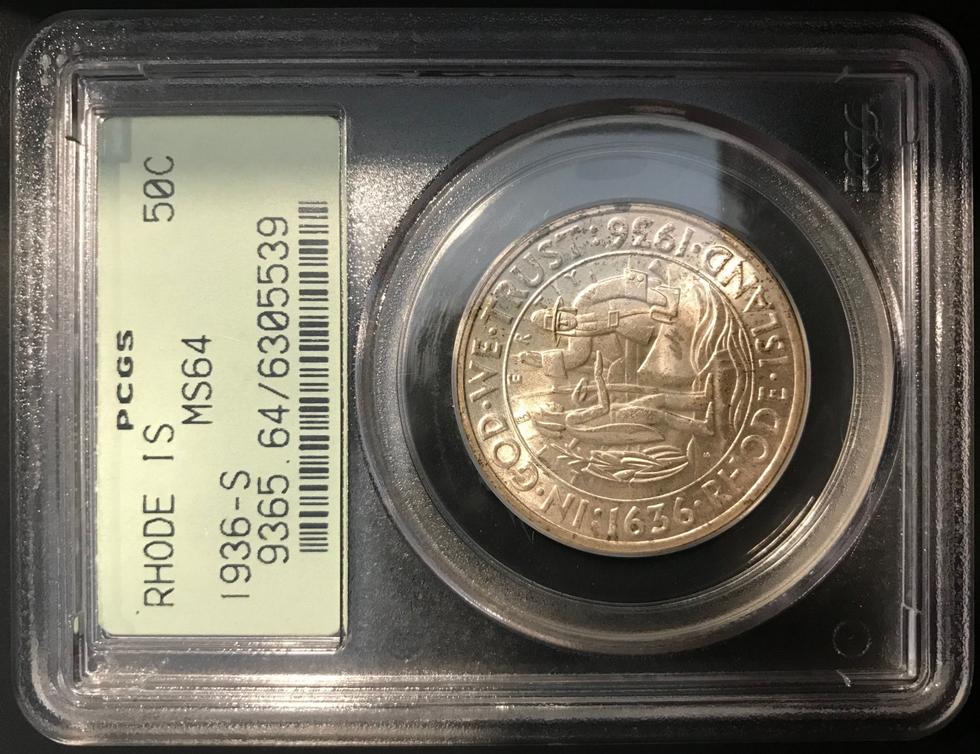 PCGS
RHODE IS 50C
MS64
1936-S
9365.64/6305539
IN·GOD·WE·TRUST
1636·RHODE·ISLAND·1936